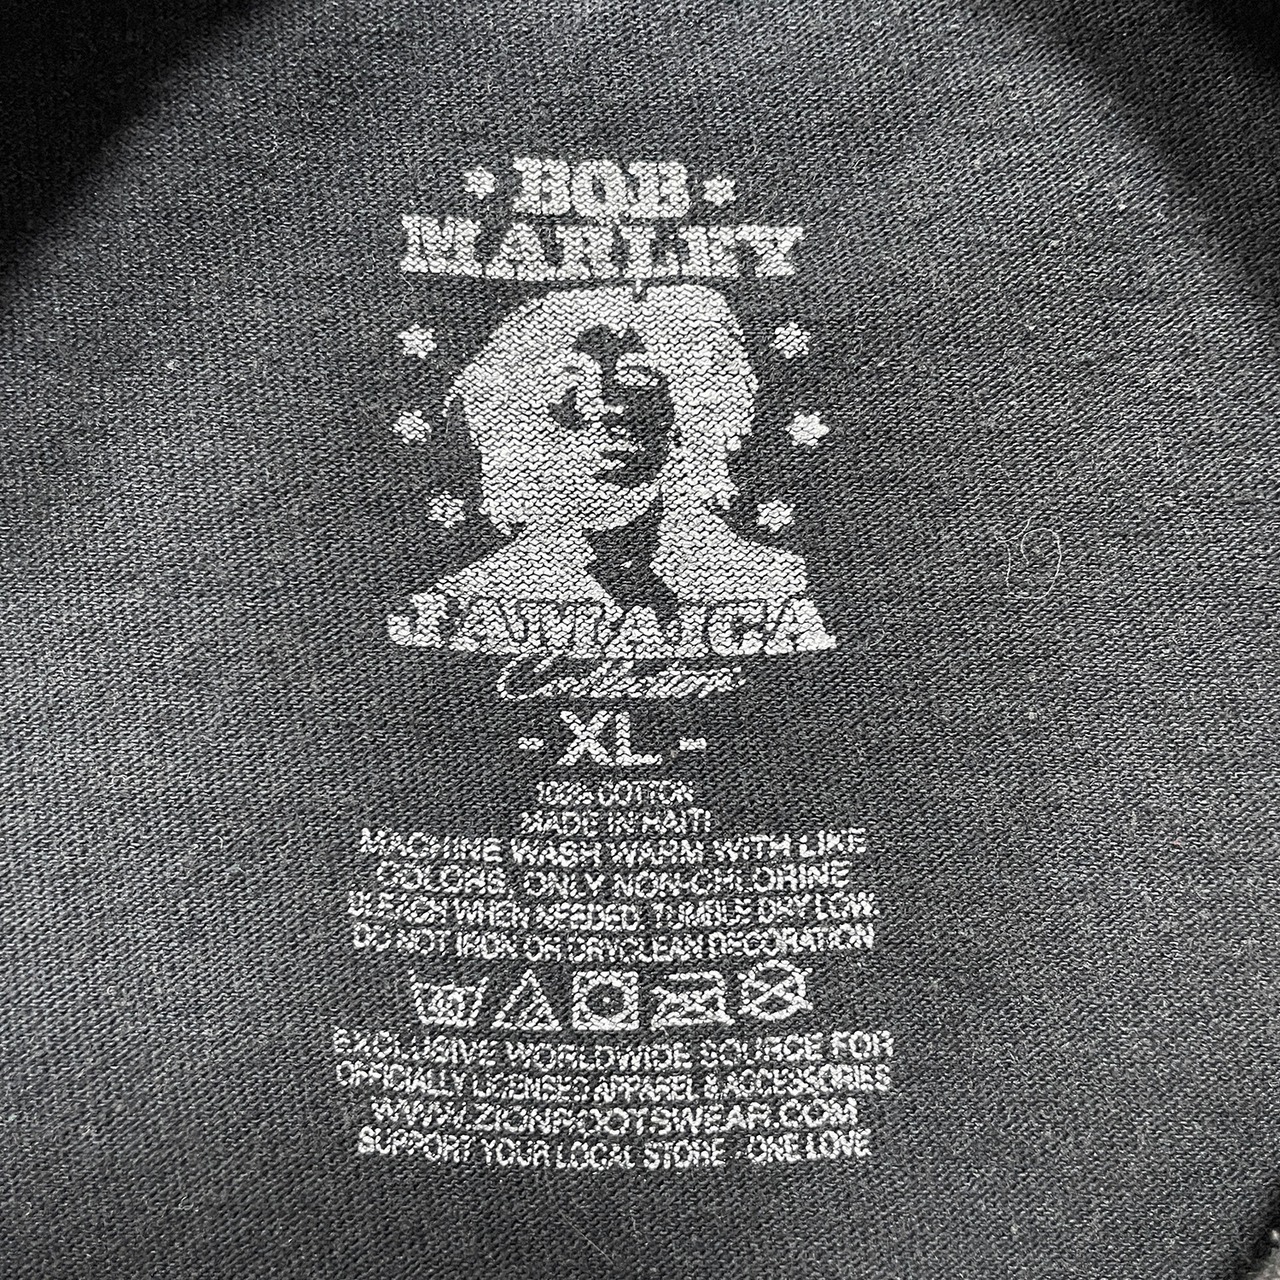 BOB
MARLEY
JAMAICA
Collection
- XL -
100% COTTON
MADE IN HAITI
MACHINE WASH WARM WITH LIKE
COLORS, ONLY NON-CHLORINE
BLEACH WHEN NEEDED. TUMBLE DRY LOW.
DO NOT IRON OR DRYCLEAN DECORATION
EXCLUSIVE WORLDWIDE SOURCE FOR
OFFICIALLY LICENSED APPAREL & ACCESSORIES
WWW.ZIONROOTSWEAR.COM
SUPPORT YOUR LOCAL STORE - ONE LOVE